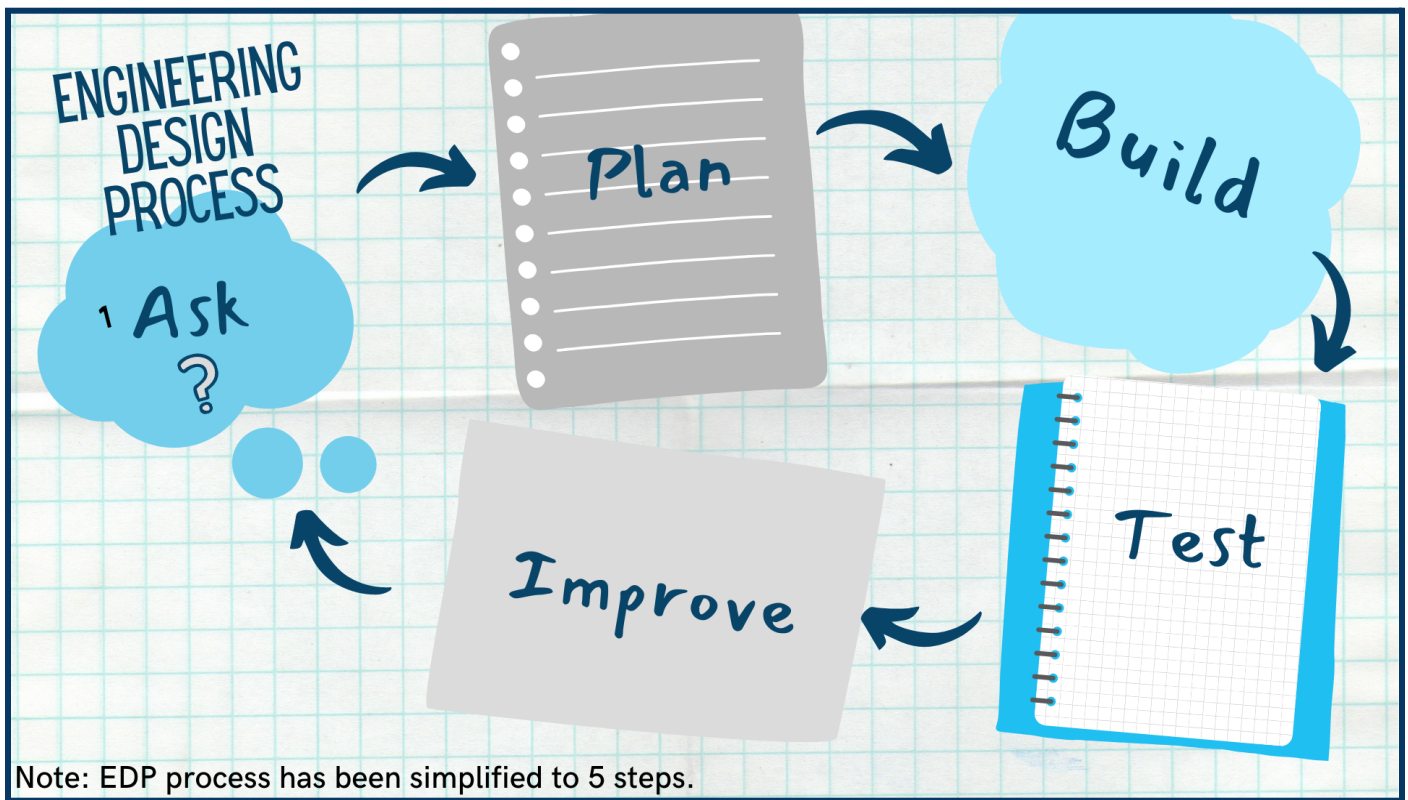 ENGINEERING
DESIGN
PROCESS
1 Ask
?
Plan
Build
Test
Improve
Note: EDP process has been simplified to 5 steps.